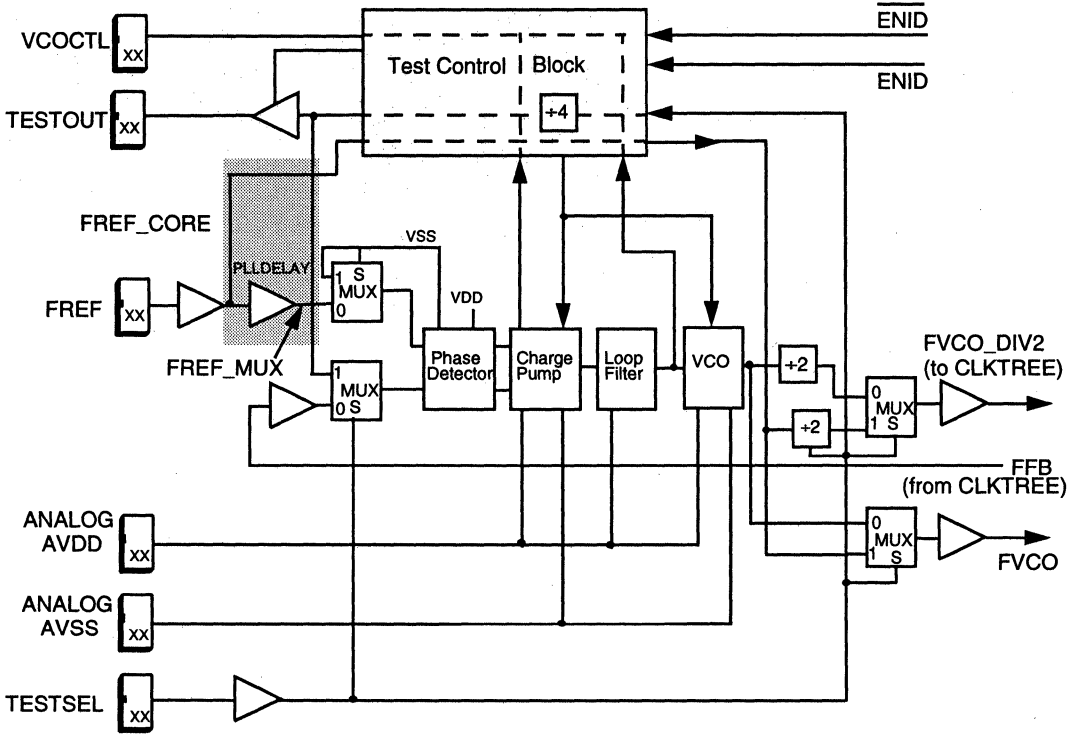 VCOCTL
xx
Test Control Block
÷4
ENID
ENID
TESTOUT
xx
FREF_CORE
PLLDELAY
VSS
FREF
xx
1 S
MUX
0
VDD
FREF_MUX
1
MUX
0 S
Phase
Detector
Charge
Pump
Loop
Filter
VCO
÷2
÷2
0
MUX
1 S
FVCO_DIV2
(to CLKTREE)
FFB
(from CLKTREE)
ANALOG
AVDD
xx
0
MUX
1 S
FVCO
ANALOG
AVSS
xx
TESTSEL
xx